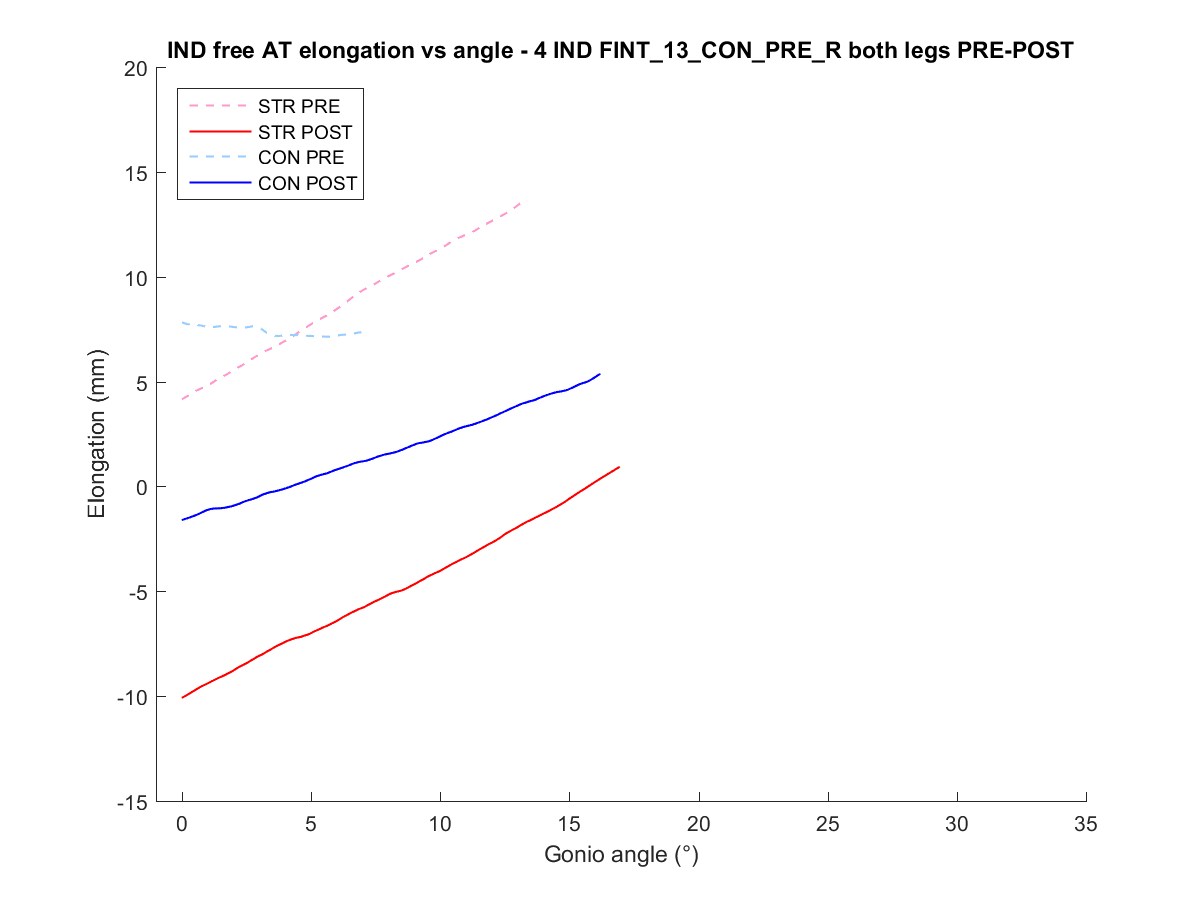 IND free AT elongation vs angle - 4 IND FINT_13_CON_PRE_R both legs PRE-POST
20
15
10
5
0
-5
-10
-15
Elongation (mm)
STR PRE
STR POST
CON PRE
CON POST
0 5 10 15 20 25 30 35
Gonio angle (°)